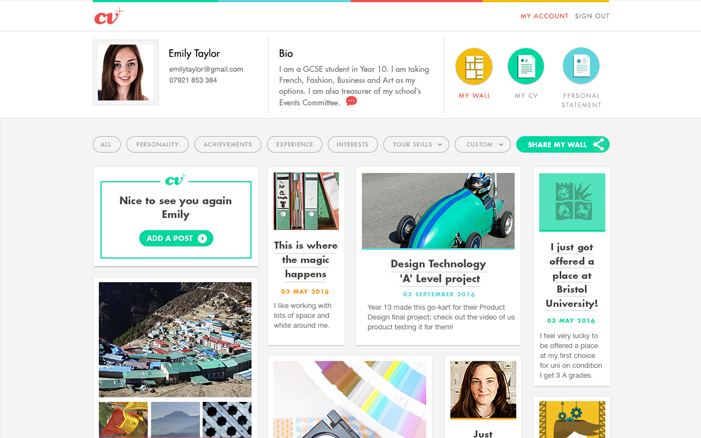 cv+
MY ACCOUNT SIGN OUT
Emily Taylor
emilytaylor@gmail.com
07921 853 384
Bio
I am a GCSE student in Year 10. I am taking
French, Fashion, Business and Art as my
options. I am also treasurer of my school's
Events Committee.
MY WALL
MY CV
PERSONAL
STATEMENT
ALL
PERSONALITY
ACHIEVEMENTS
EXPERIENCE
INTERESTS
YOUR SKILLS
CUSTOM
SHARE MY WALL
cv+
Nice to see you again
Emily
ADD A POST
This is where
the magic
happens
03 MAY 2016
I like working with
lots of space and
white around me.
Design Technology
'A' Level project
03 SEPTEMBER 2016
Year 13 made this go-kart for their Product
Design final project; check out the video of us
product testing it for them!
I just got
offered a
place at
Bristol
University!
03 MAY 2016
I feel very lucky to
be offered a place
at my first choice
for uni on condition
I get 3 A grades.
Just